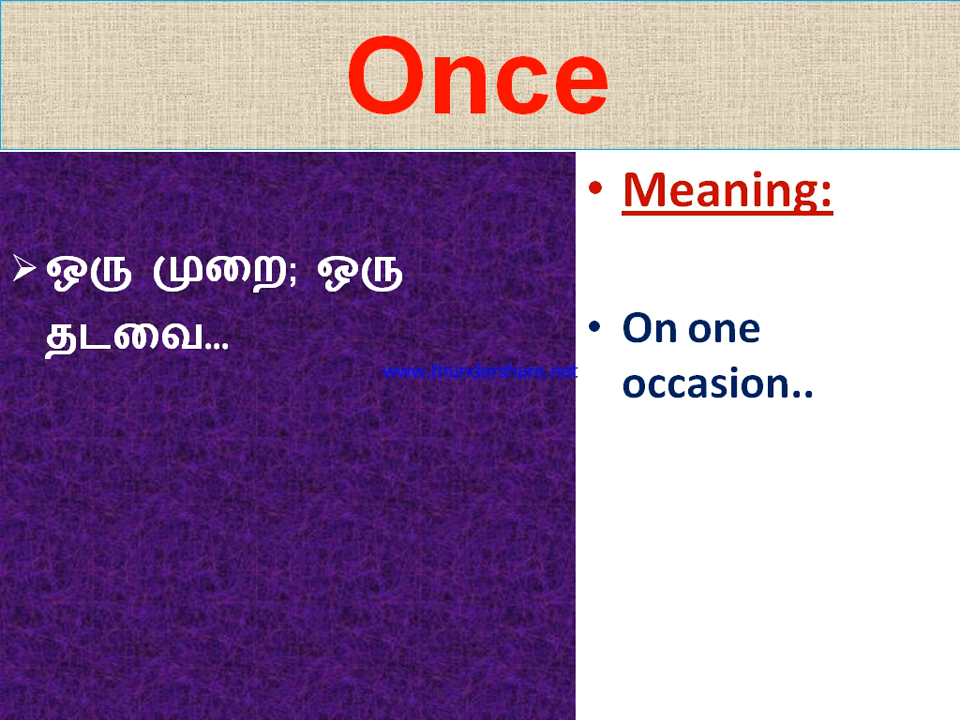 Once
➢ ஒரு முறை; ஒரு
தடவை...
www.thundershare.net
• Meaning:
• On one
occasion..